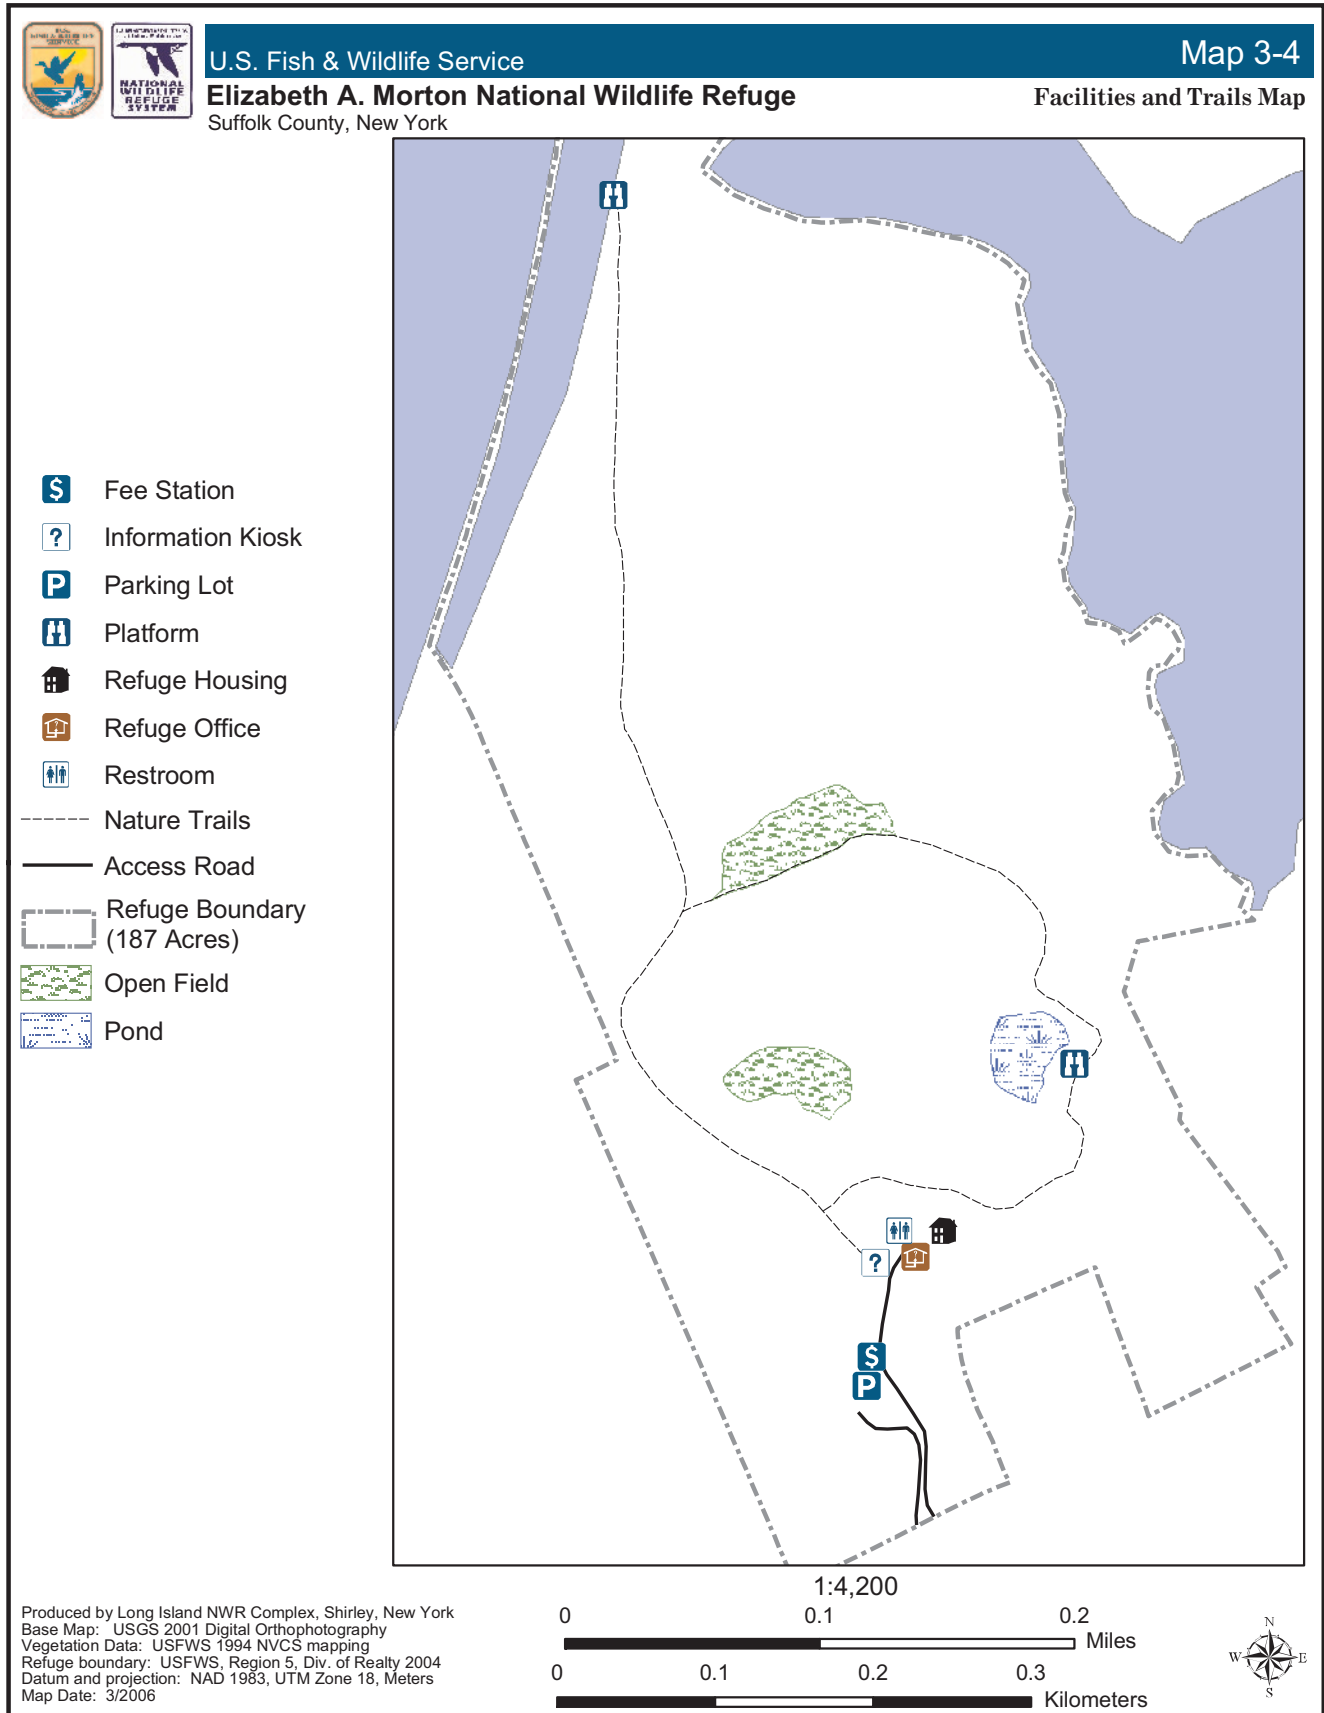 U.S.
FISH & WILDLIFE
SERVICE
NATIONAL
WILDLIFE
REFUGE
SYSTEM
U.S. Fish & Wildlife Service
Map 3-4
Elizabeth A. Morton National Wildlife Refuge
Facilities and Trails Map
Suffolk County, New York
$ Fee Station
? Information Kiosk
P Parking Lot
Platform
Refuge Housing
? Refuge Office
Restroom
Nature Trails
Access Road
Refuge Boundary
(187 Acres)
Open Field
Pond
?
?
$
P
1:4,200
0 0.1 0.2
Miles
0 0.1 0.2 0.3
Kilometers
Produced by Long Island NWR Complex, Shirley, New York
Base Map: USGS 2001 Digital Orthophotography
Vegetation Data: USFWS 1994 NVCS mapping
Refuge boundary: USFWS, Region 5, Div. of Realty 2004
Datum and projection: NAD 1983, UTM Zone 18, Meters
Map Date: 3/2006
N
W E
S